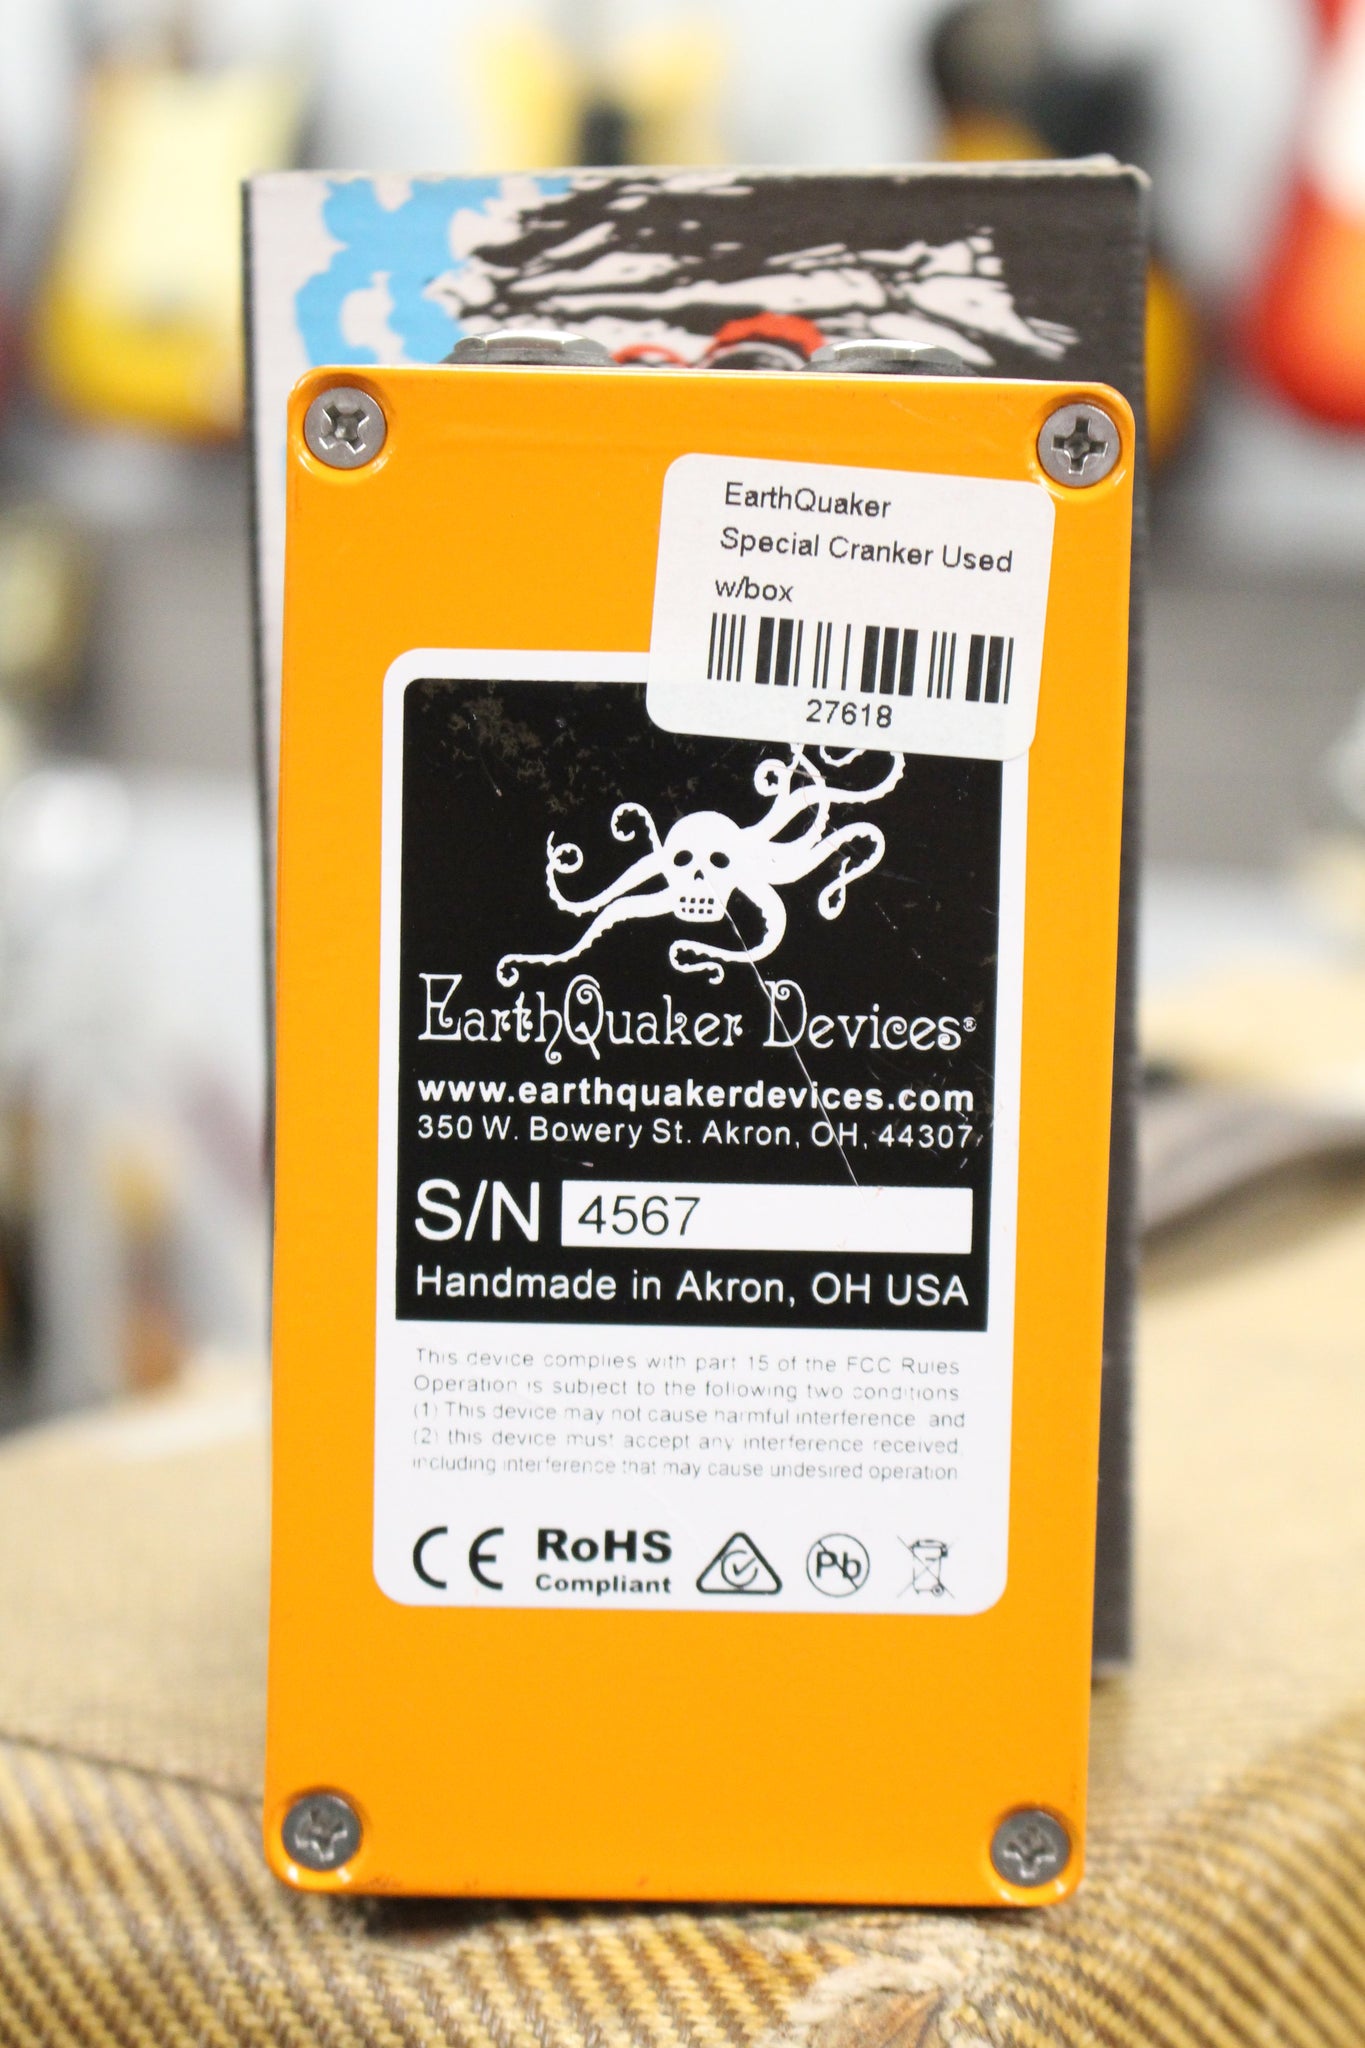 EarthQuaker
Special Cranker Used
w/box
27618
EarthQuaker Devices®
www.earthquakerdevices.com
350 W. Bowery St. Akron, OH, 44307
S/N 4567
Handmade in Akron, OH USA
This device complies with part 15 of the FCC Rules
Operation is subject to the following two conditions
(1) This device may not cause harmful interference and
(2) this device must accept any interference received,
including interference that may cause undesired operation
CE RoHS
Compliant
Pb